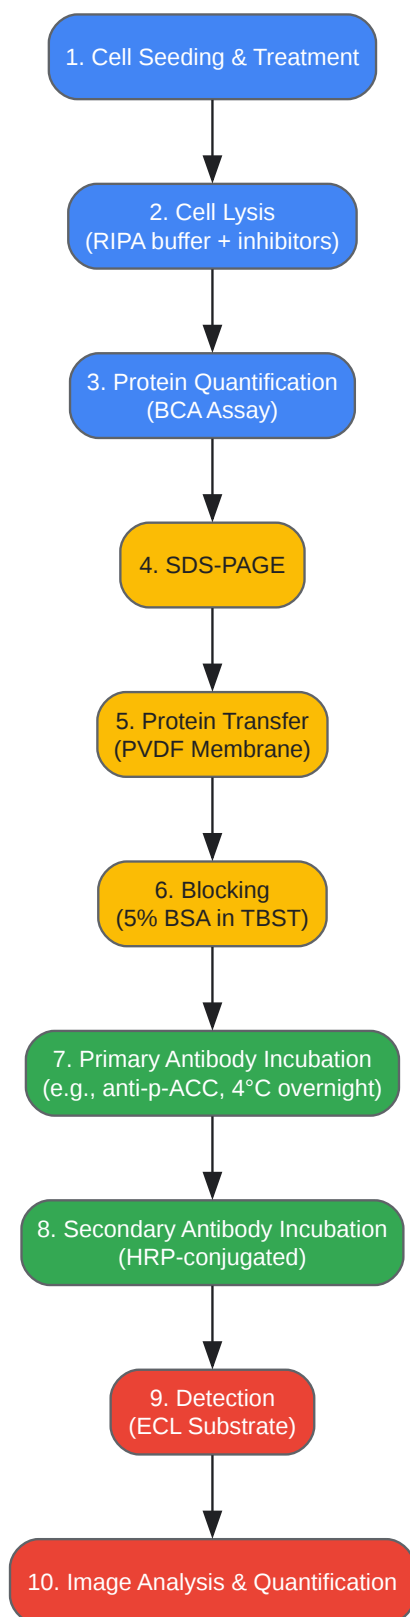 1. Cell Seeding & Treatment
2. Cell Lysis
(RIPA buffer + inhibitors)
3. Protein Quantification
(BCA Assay)
4. SDS-PAGE
5. Protein Transfer
(PVDF Membrane)
6. Blocking
(5% BSA in TBST)
7. Primary Antibody Incubation
(e.g., anti-p-ACC, 4°C overnight)
8. Secondary Antibody Incubation
(HRP-conjugated)
9. Detection
(ECL Substrate)
10. Image Analysis & Quantification